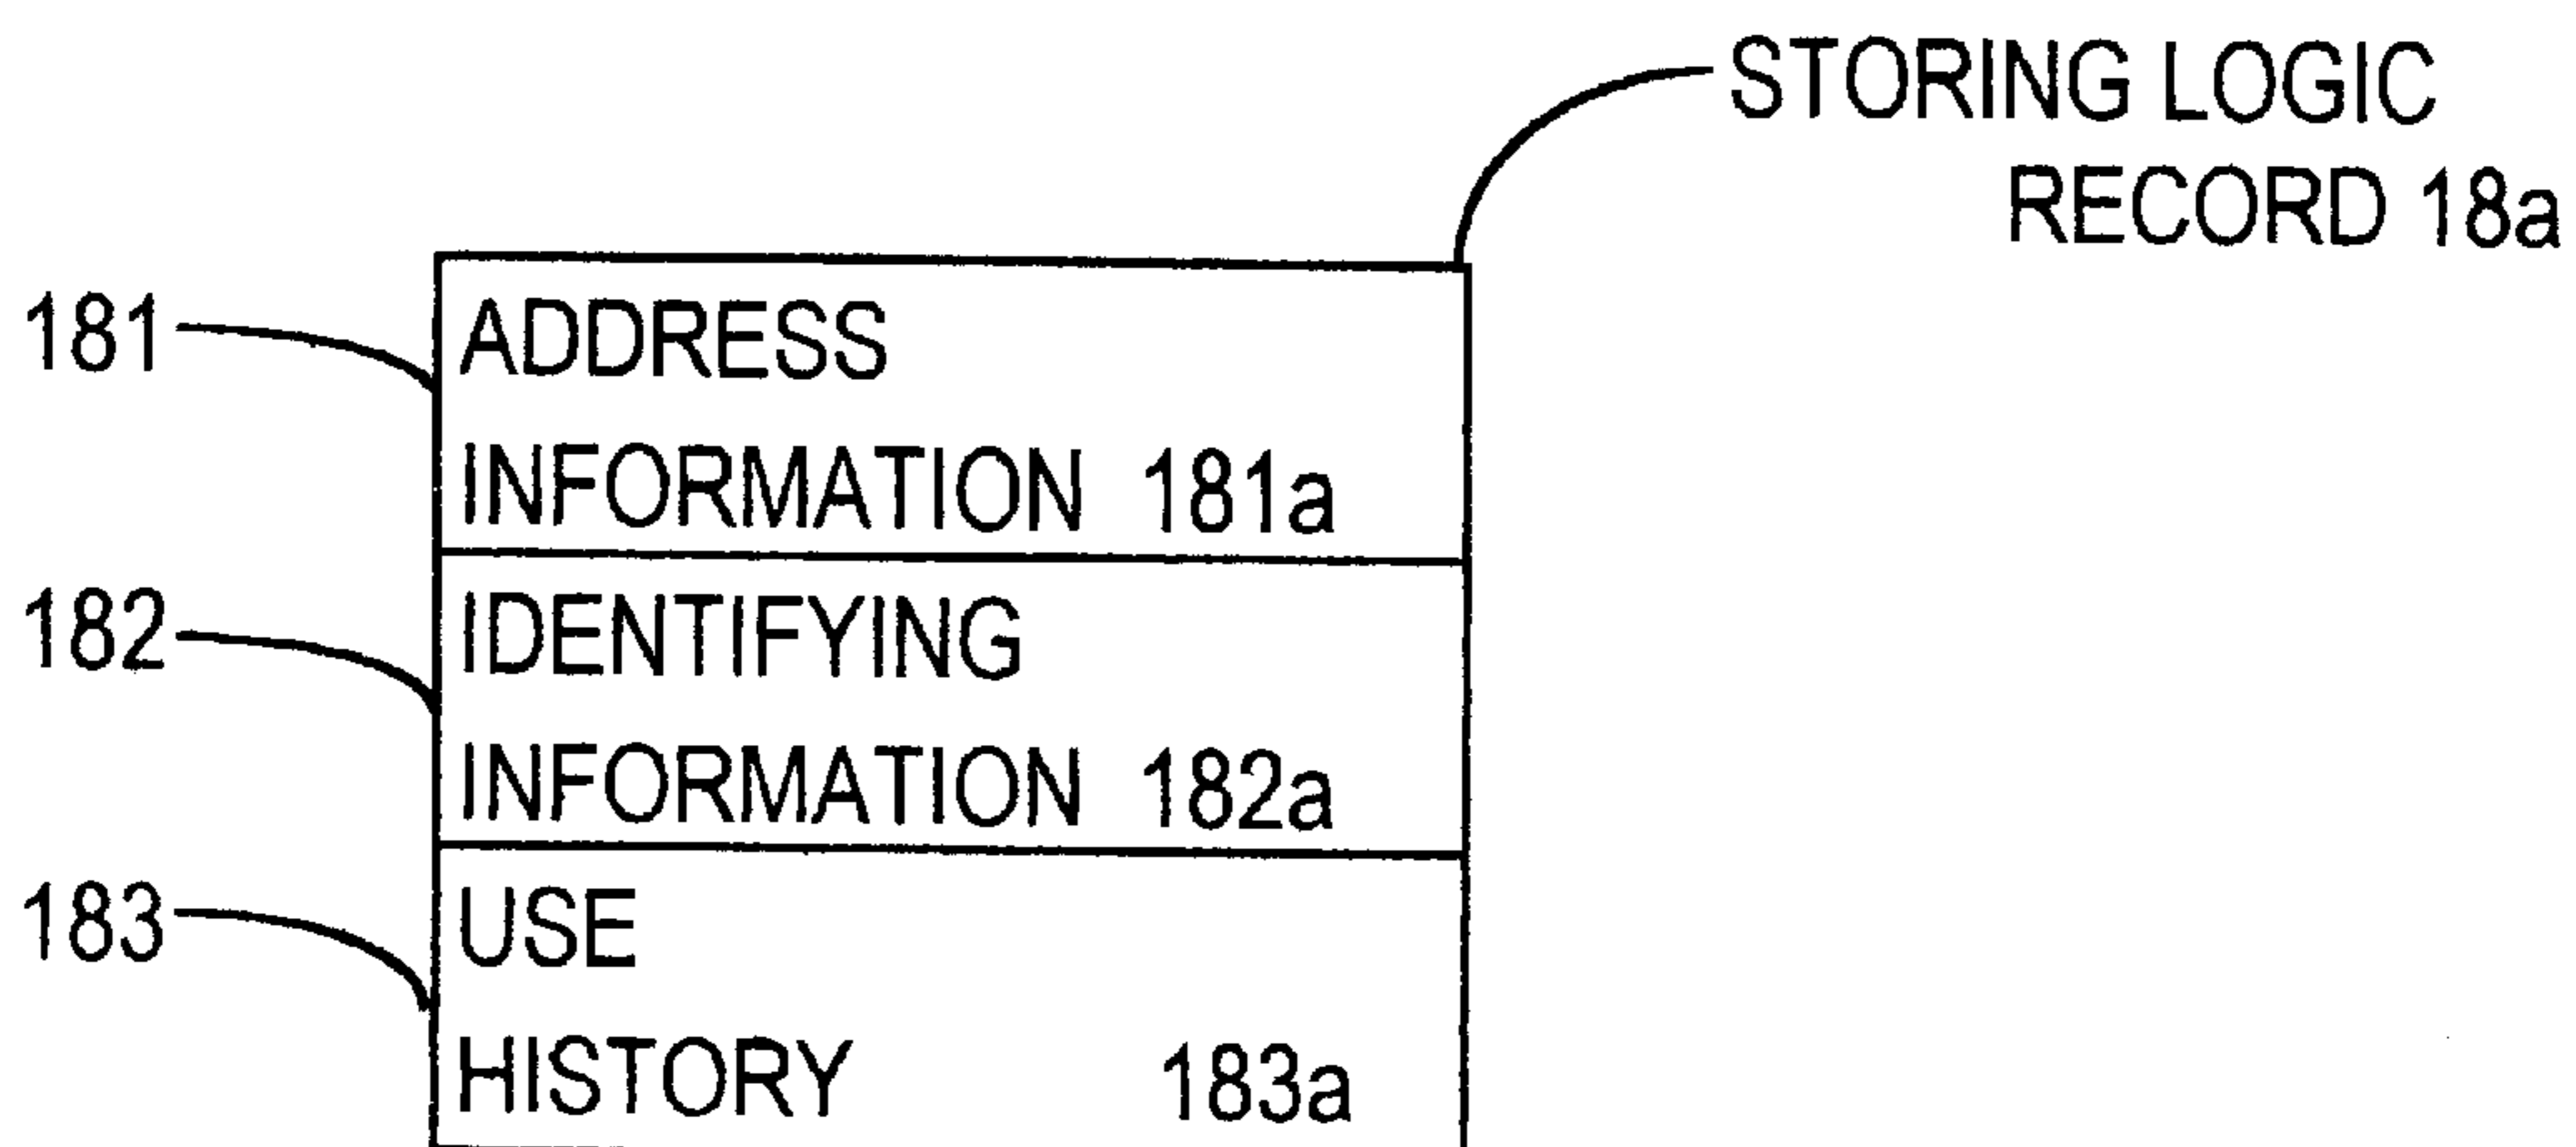 STORING LOGIC
RECORD 18a
181
ADDRESS
INFORMATION 181a
182
IDENTIFYING
INFORMATION 182a
183
USE
HISTORY 183a